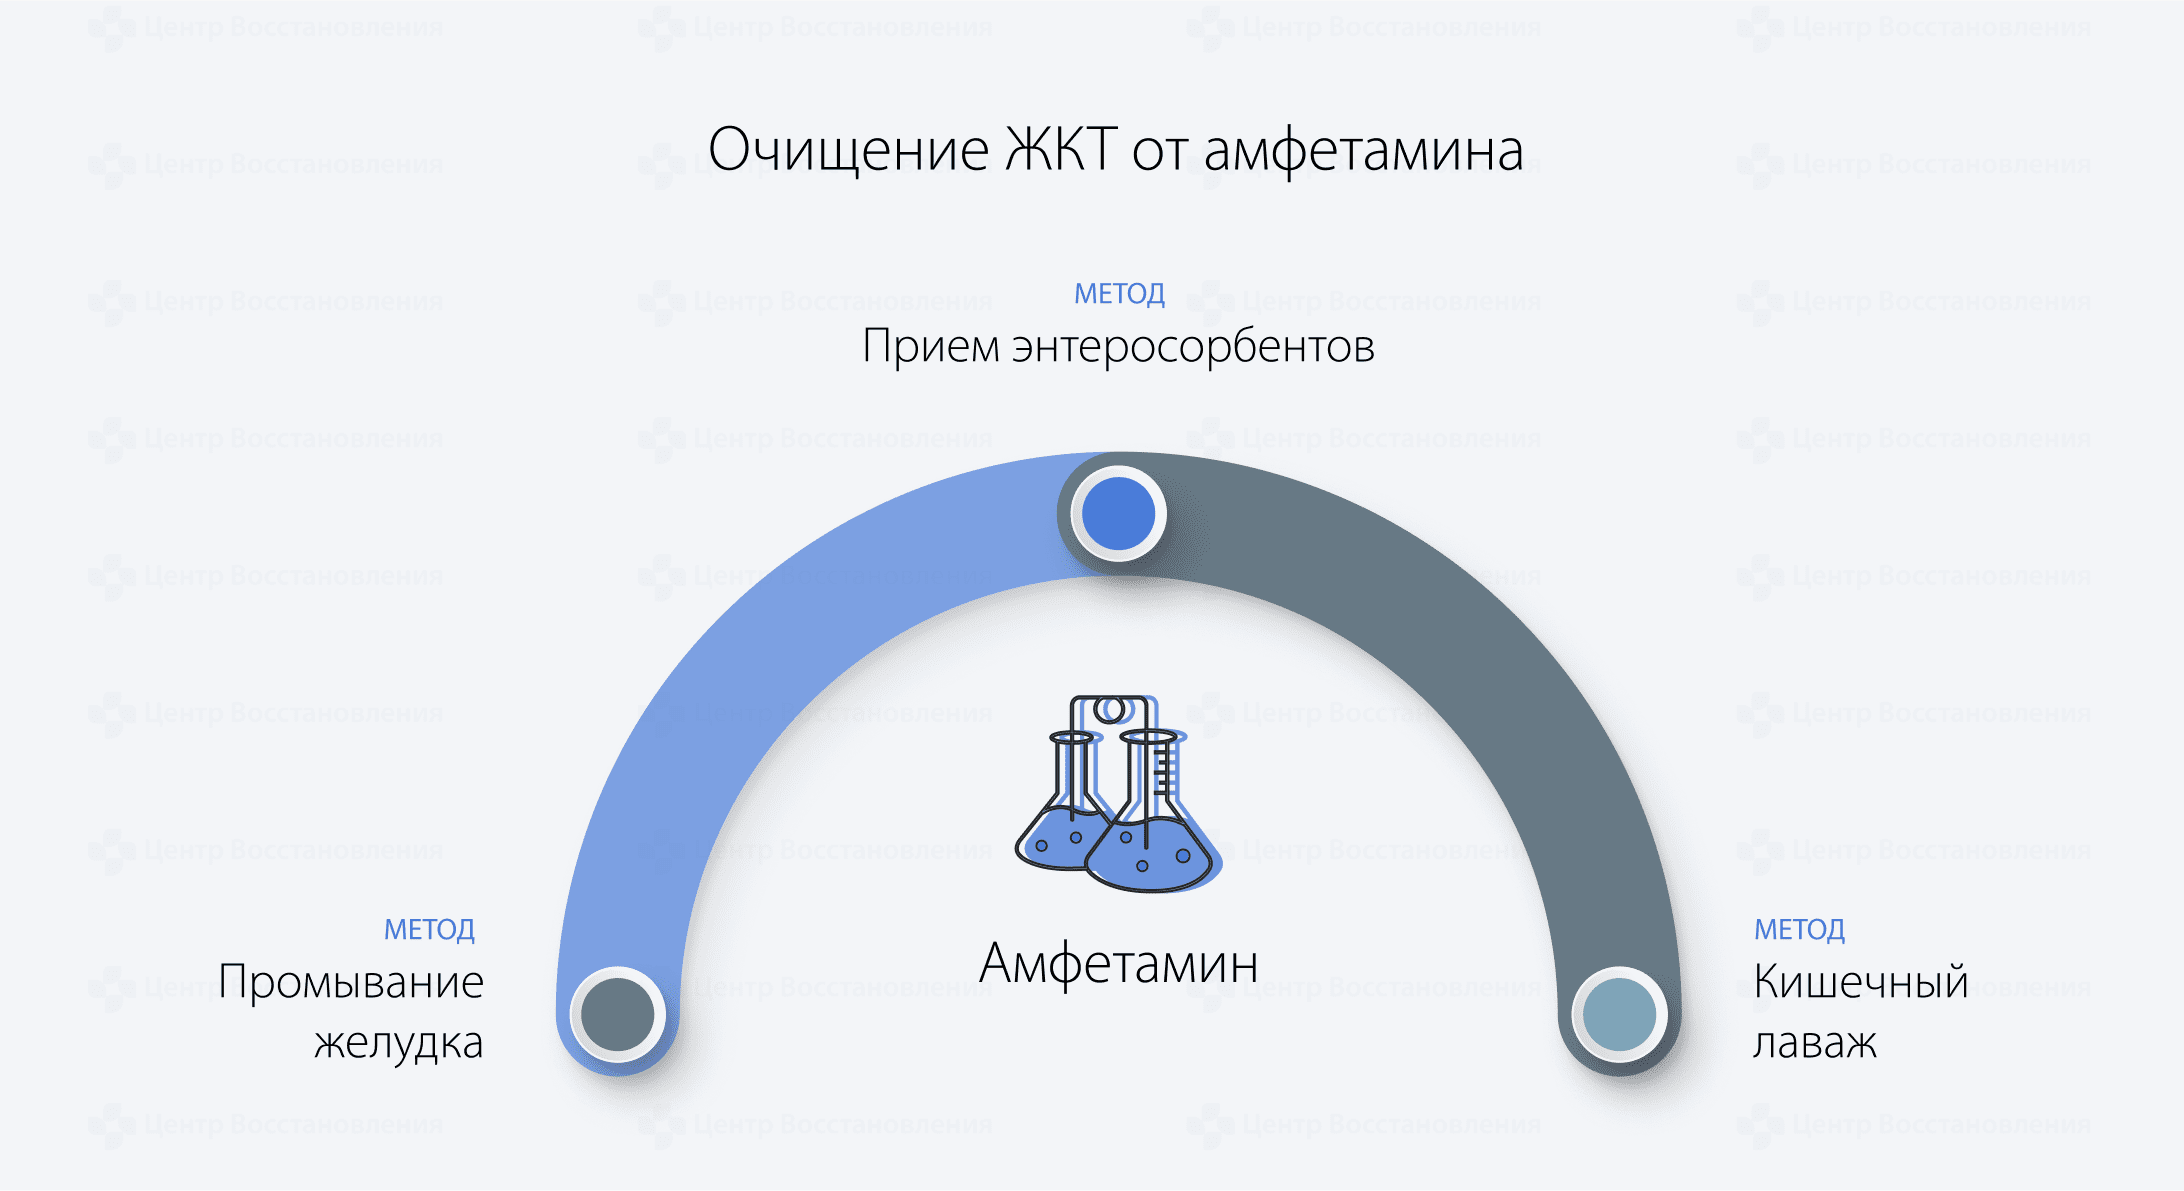 Очищение ЖКТ от амфетамина
МЕТОД
Прием энтеросорбентов
Амфетамин
МЕТОД
Промывание
желудка
МЕТОД
Кишечный
лаваж
Центр Восстановления